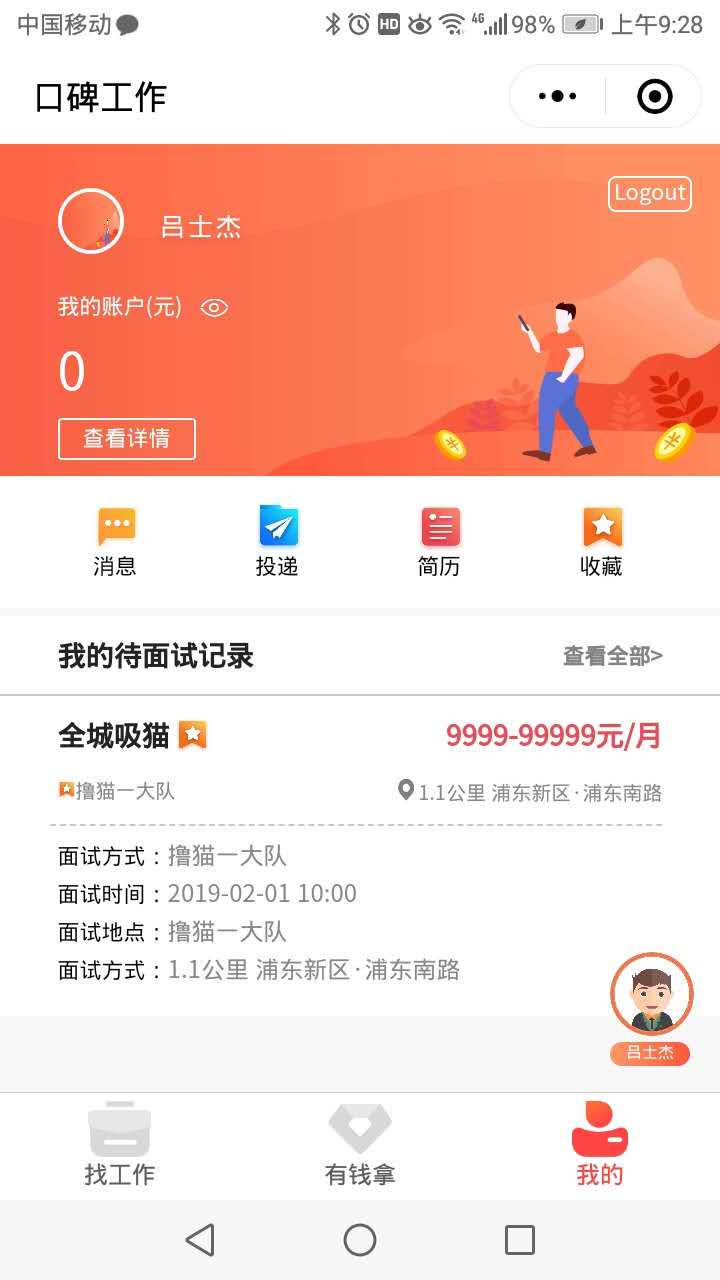 中国移动 HD 4G 98% 上午9:28
口碑工作
Logout
吕士杰
我的账户(元)
0
查看详情
消息 投递 简历 收藏
我的待面试记录 查看全部>
全城吸猫 9999-99999元/月
撸猫一大队 1.1公里 浦东新区·浦东南路
面试方式：撸猫一大队
面试时间：2019-02-01 10:00
面试地点：撸猫一大队
面试方式：1.1公里 浦东新区·浦东南路
吕士杰
找工作 有钱拿 我的